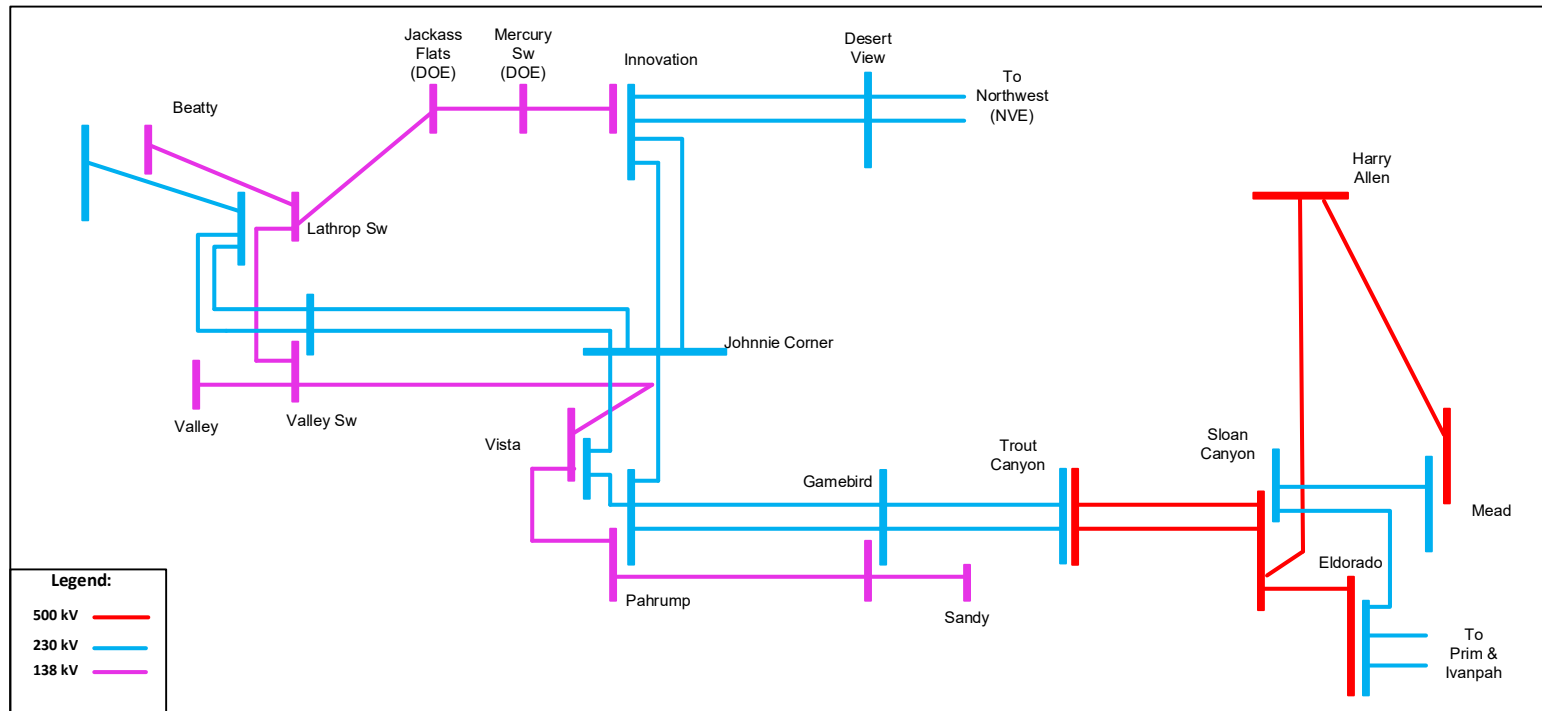 Jackass
Flats
(DOE)
Mercury
Sw
(DOE)
Innovation
Desert
View
To
Northwest
(NVE)
Beatty
Harry
Allen
Lathrop Sw
Johnnie Corner
Valley
Valley Sw
Vista
Gamebird
Trout
Canyon
Sloan
Canyon
Mead
Eldorado
Pahrump
Sandy
To
Prim &
Ivanpah
Legend:
500 kV
230 kV
138 kV